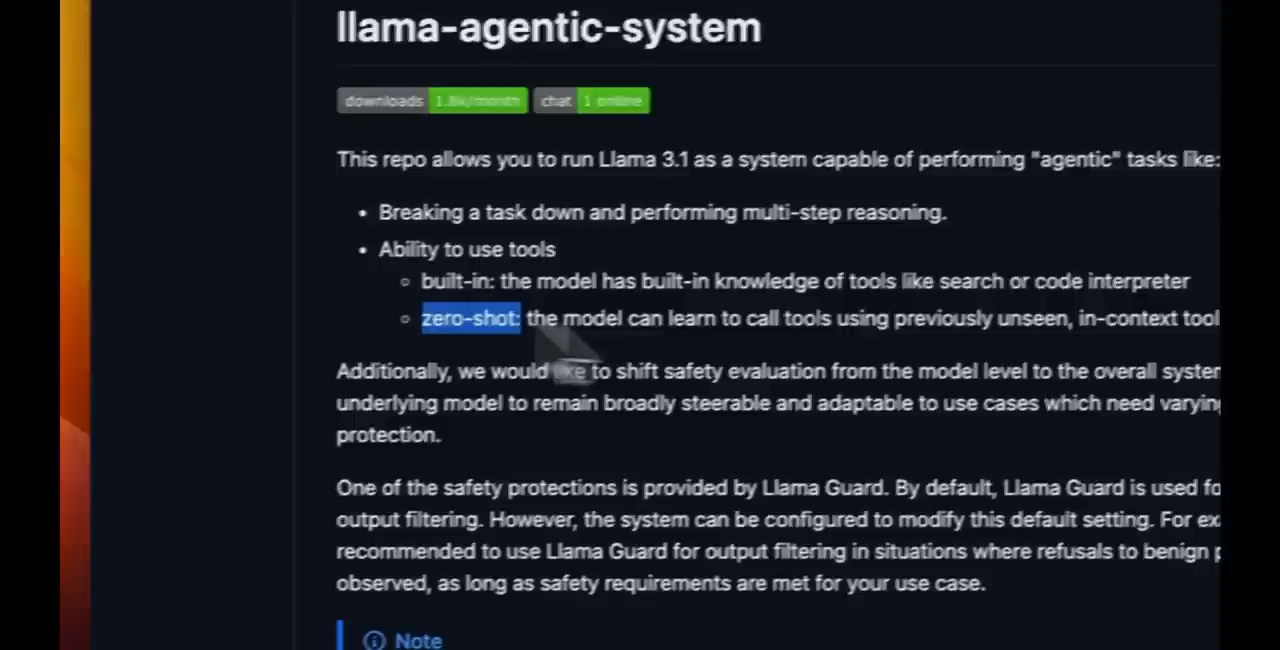 llama-agentic-system
downloads 1.8k/month chat 1 online
This repo allows you to run Llama 3.1 as a system capable of performing "agentic" tasks like:
Breaking a task down and performing multi-step reasoning.
Ability to use tools
built-in: the model has built-in knowledge of tools like search or code interpreter
zero-shot: the model can learn to call tools using previously unseen, in-context tool
Additionally, we would like to shift safety evaluation from the model level to the overall system
underlying model to remain broadly steerable and adaptable to use cases which need varying
protection.
One of the safety protections is provided by Llama Guard. By default, Llama Guard is used fo
output filtering. However, the system can be configured to modify this default setting. For ex
recommended to use Llama Guard for output filtering in situations where refusals to benign p
observed, as long as safety requirements are met for your use case.
Note